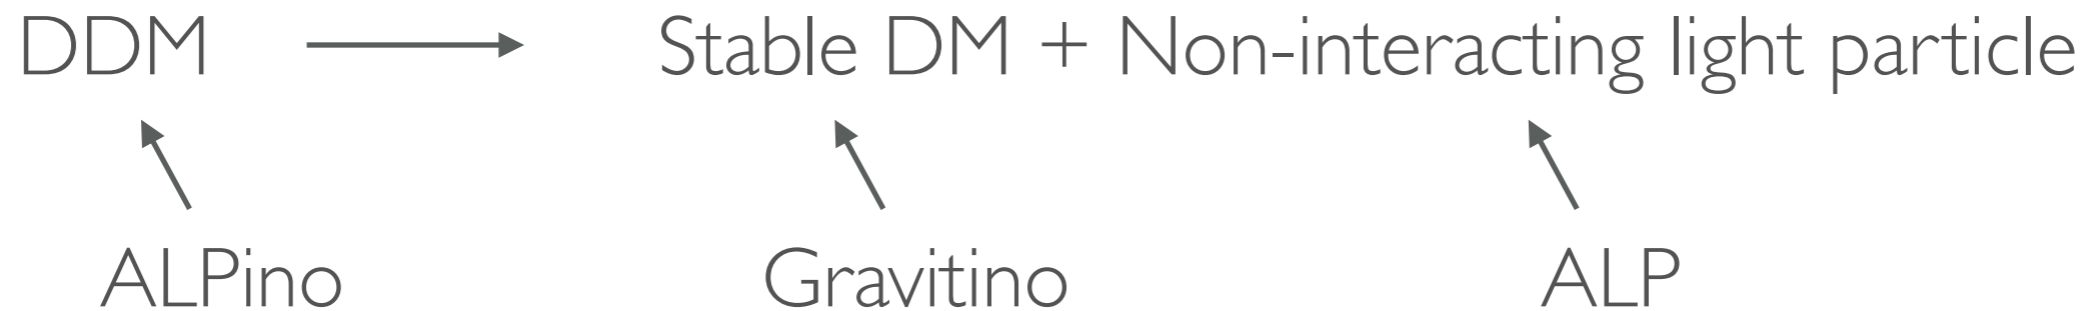 DDM Stable DM + Non-interacting light particle
ALPino Gravitino ALP